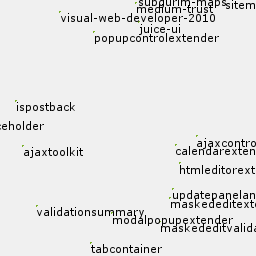 subgurim-maps
sitem
medium-trust
visual-web-developer-2010
juice-ui
popupcontrolextender
ispostback
ceholder
ajaxcontro
ajaxtoolkit
calendarexten
htmleditorext
updatepanelan
maskededitexte
validationsummary
modalpopupextender
maskededitvalida
tabcontainer